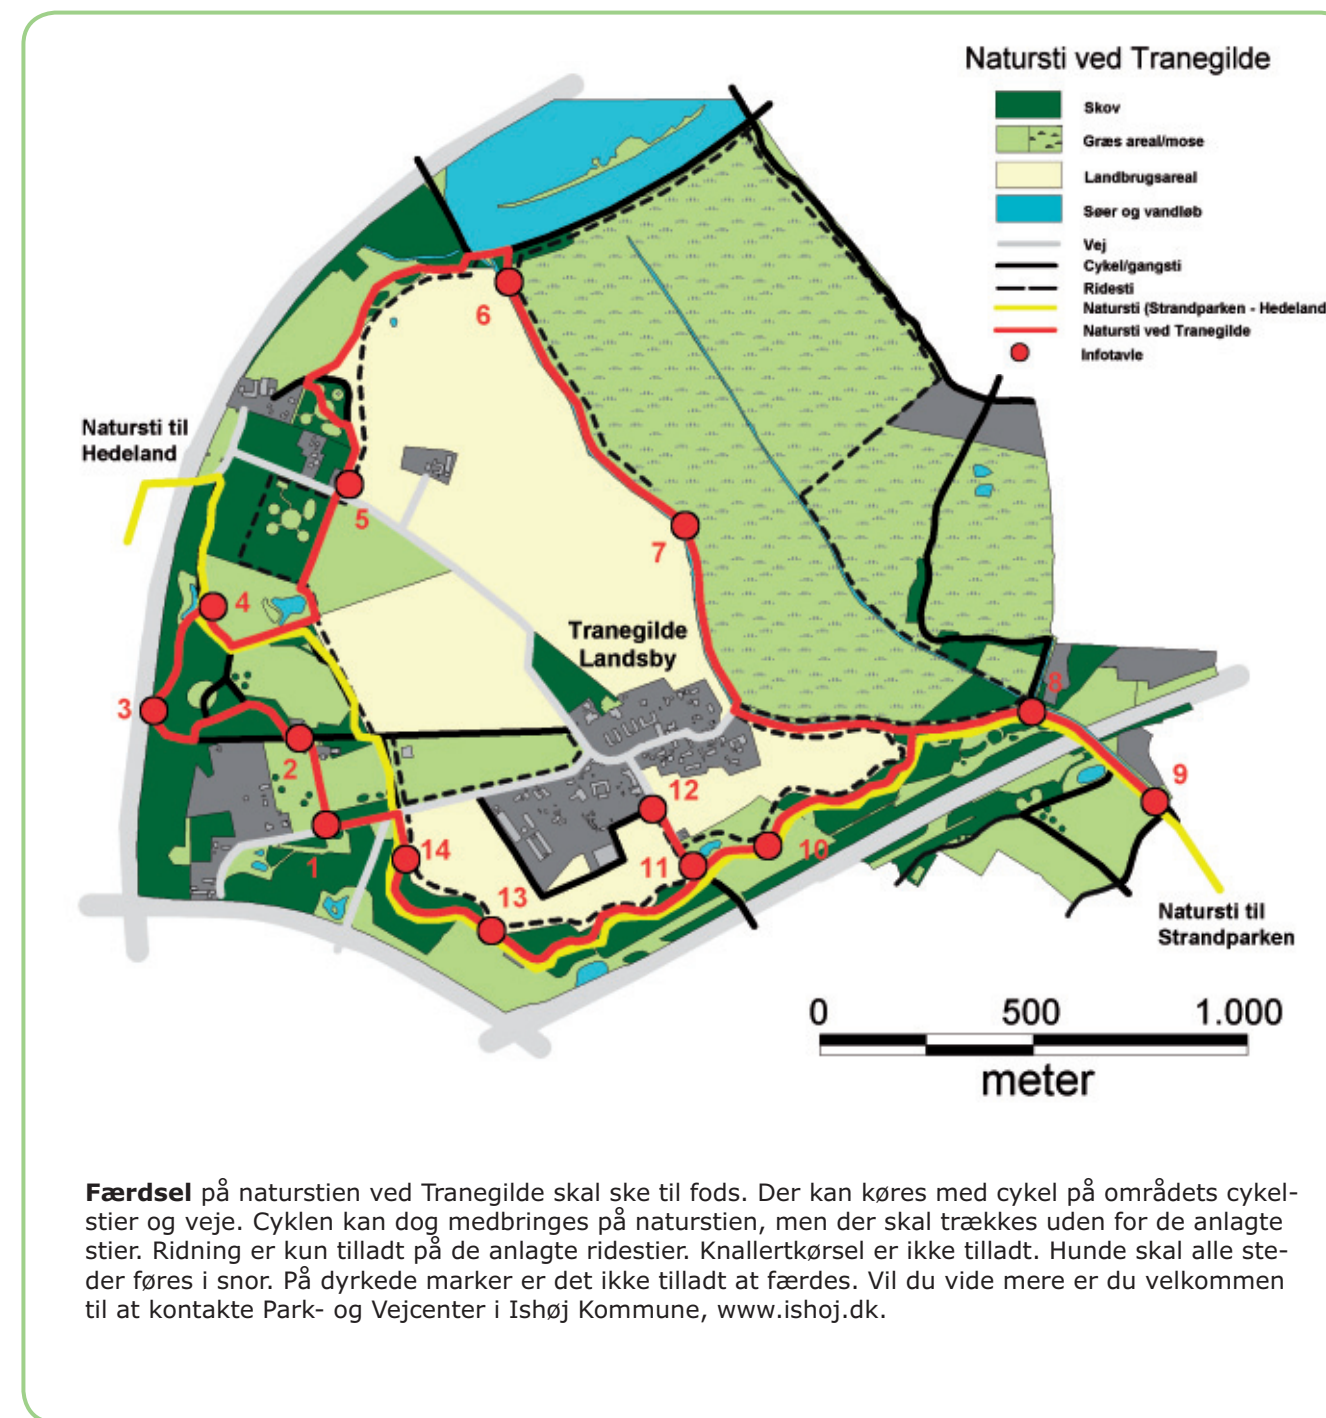 Natursti ved Tranegilde
Skov
Græs areal/mose
Landbrugsareal
Søer og vandløb
Vej
Cykel/gangsti
Ridesti
Natursti (Strandparken - Hedeland
Natursti ved Tranegilde
Infotavle
Natursti til
Hedeland
6
5
7
4
Tranegilde
Landsby
3
8
2
9
12
1
14
11
10
13
Natursti til
Strandparken
0 500 1.000
meter
Færdsel på naturstien ved Tranegilde skal ske til fods. Der kan køres med cykel på områdets cykel-
stier og veje. Cyklen kan dog medbringes på naturstien, men der skal trækkes uden for de anlagte
stier. Ridning er kun tilladt på de anlagte ridestier. Knallertkørsel er ikke tilladt. Hunde skal alle ste-
der føres i snor. På dyrkede marker er det ikke tilladt at færdes. Vil du vide mere er du velkommen
til at kontakte Park- og Vejcenter i Ishøj Kommune, www.ishoj.dk.